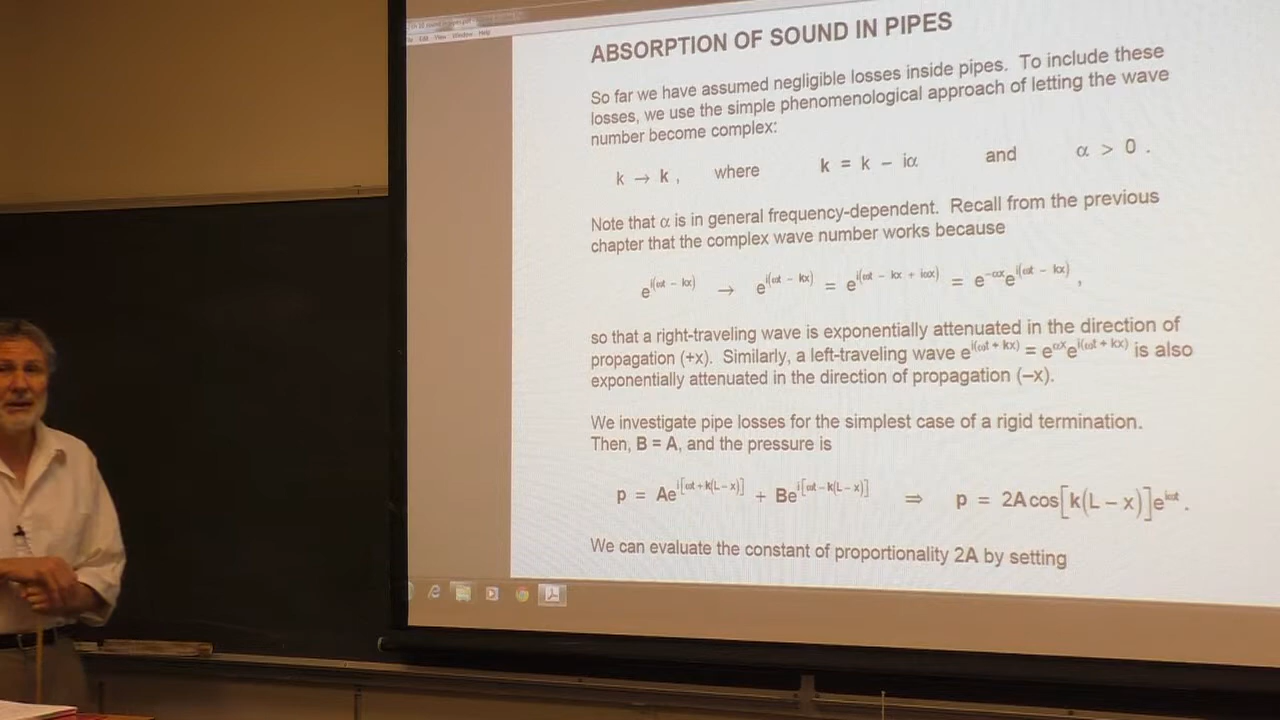 Edit View Window Help
ABSORPTION OF SOUND IN PIPES
So far we have assumed negligible losses inside pipes. To include these
losses, we use the simple phenomenological approach of letting the wave
number become complex:
k → k , where k = k − iα and α > 0 .
Note that α is in general frequency-dependent. Recall from the previous
chapter that the complex wave number works because
e^i(ωt − kx) → e^i(ωt − kx) = e^i(ωt − kx + iαx) = e^−αx e^i(ωt − kx) ,
so that a right-traveling wave is exponentially attenuated in the direction of
propagation (+x). Similarly, a left-traveling wave e^i(ωt + kx) = e^αx e^i(ωt + kx) is also
exponentially attenuated in the direction of propagation (−x).
We investigate pipe losses for the simplest case of a rigid termination.
Then, B = A, and the pressure is
p = Ae^i[ωt+k(L−x)] + Be^i[ωt−k(L−x)] ⇒ p = 2A cos[k(L−x)]e^iωt .
We can evaluate the constant of proportionality 2A by setting